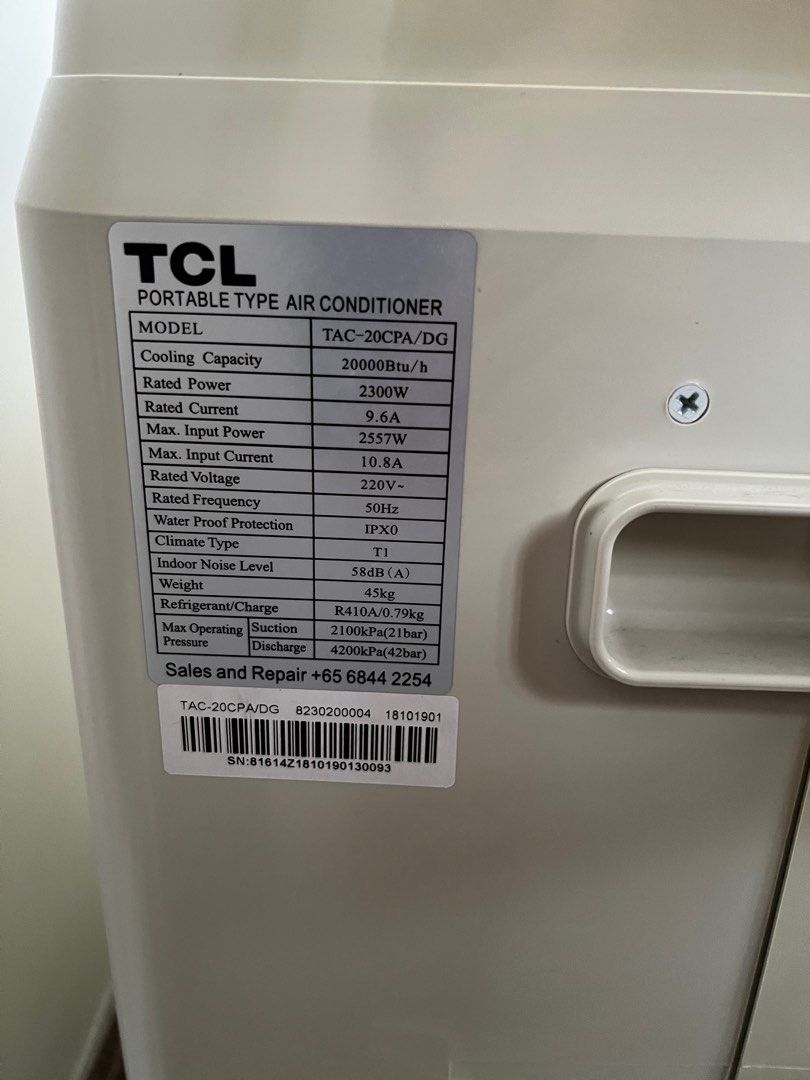 TCL
PORTABLE TYPE AIR CONDITIONER
MODEL TAC-20CPA/DG
Cooling Capacity 20000Btu/h
Rated Power 2300W
Rated Current 9.6A
Max. Input Power 2557W
Max. Input Current 10.8A
Rated Voltage 220V~
Rated Frequency 50Hz
Water Proof Protection IPX0
Climate Type T1
Indoor Noise Level 58dB(A)
Weight 45kg
Refrigerant/Charge R410A/0.79kg
Max Operating Pressure Suction 2100kPa(21bar)
Discharge 4200kPa(42bar)
Sales and Repair +65 6844 2254
TAC-20CPA/DG 8230200004 18101901
SN:81614Z1810190130093